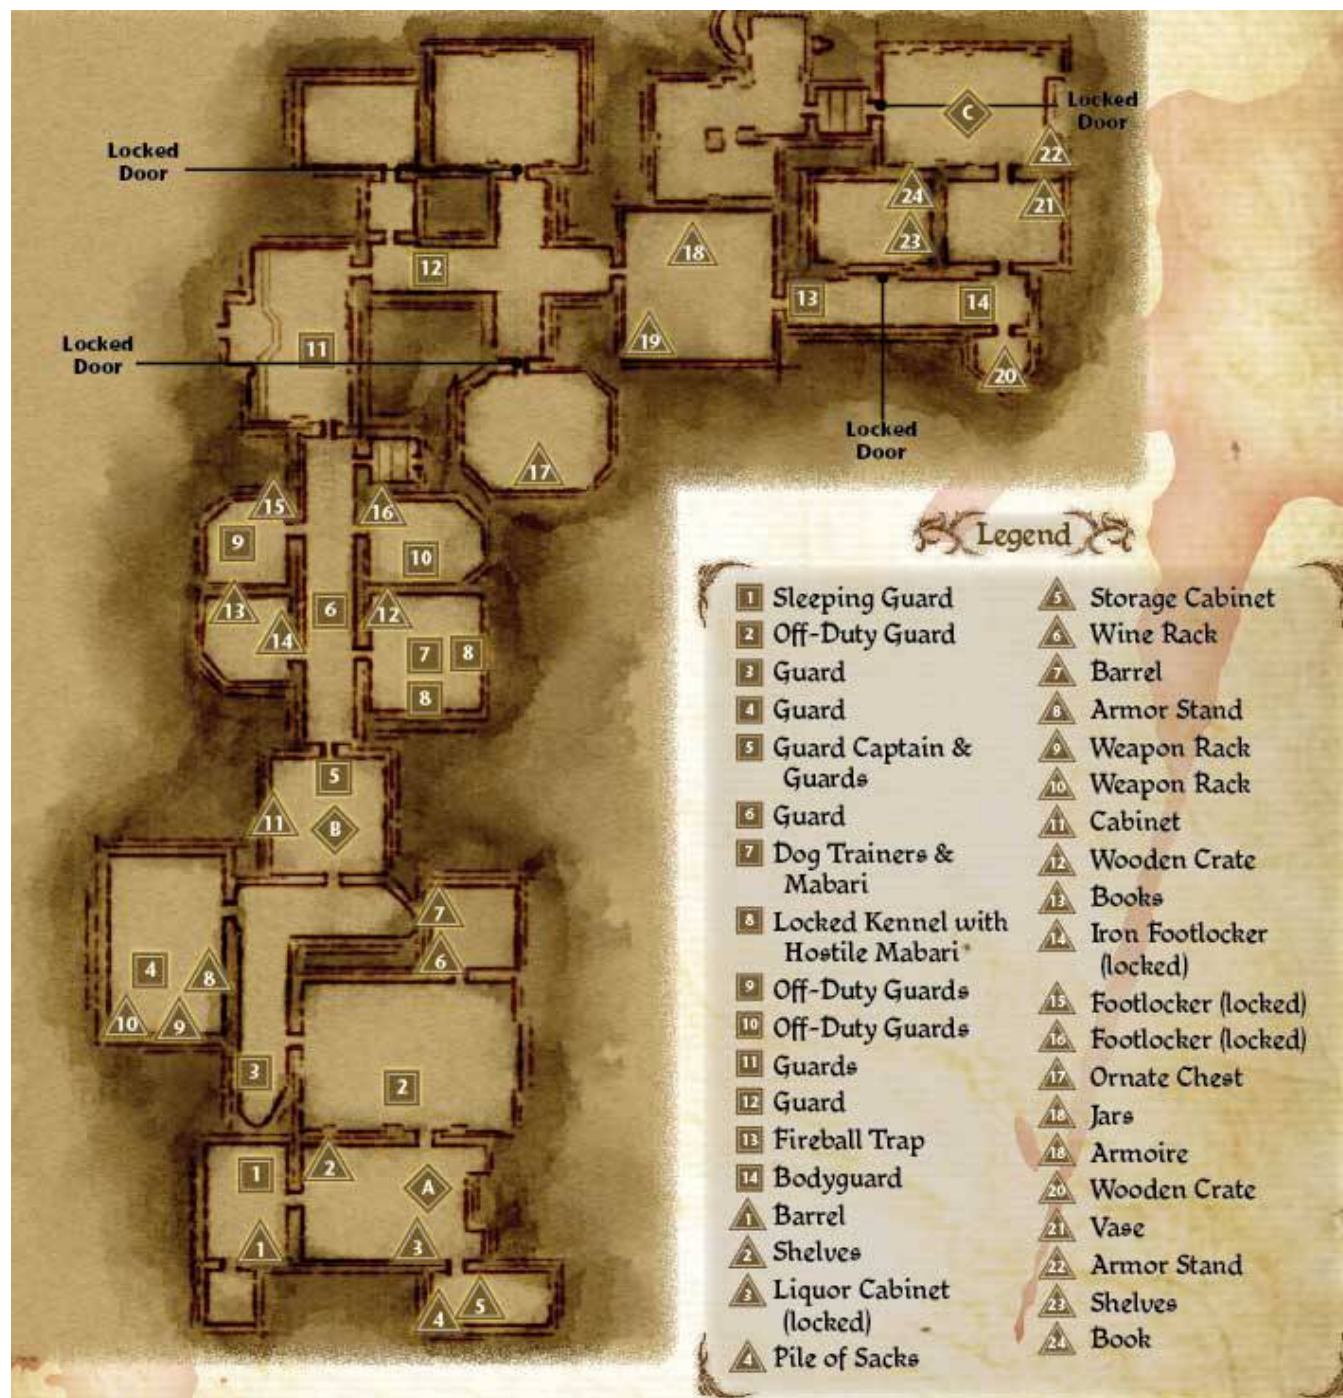 C
Locked
Door
22
Locked
Door
24
21
23
18
12
13
14
19
11
Locked
Door
20
17
Locked
Door
15
16
9
10
13
6
12
14
7
8
8
5
11
B
7
6
4
8
10
9
3
2
1
2
A
1
3
4
5
Legend
1 Sleeping Guard
2 Off-Duty Guard
3 Guard
4 Guard
5 Guard Captain &
Guards
6 Guard
7 Dog Trainers &
Mabari
8 Locked Kennel with
Hostile Mabari*
9 Off-Duty Guards
10 Off-Duty Guards
11 Guards
12 Guard
13 Fireball Trap
14 Bodyguard
1 Barrel
2 Shelves
3 Liquor Cabinet
(locked)
4 Pile of Sacks
5 Storage Cabinet
6 Wine Rack
7 Barrel
8 Armor Stand
9 Weapon Rack
10 Weapon Rack
11 Cabinet
12 Wooden Crate
13 Books
14 Iron Footlocker
(locked)
15 Footlocker (locked)
16 Footlocker (locked)
17 Ornate Chest
18 Jars
18 Armoire
20 Wooden Crate
21 Vase
22 Armor Stand
23 Shelves
24 Book